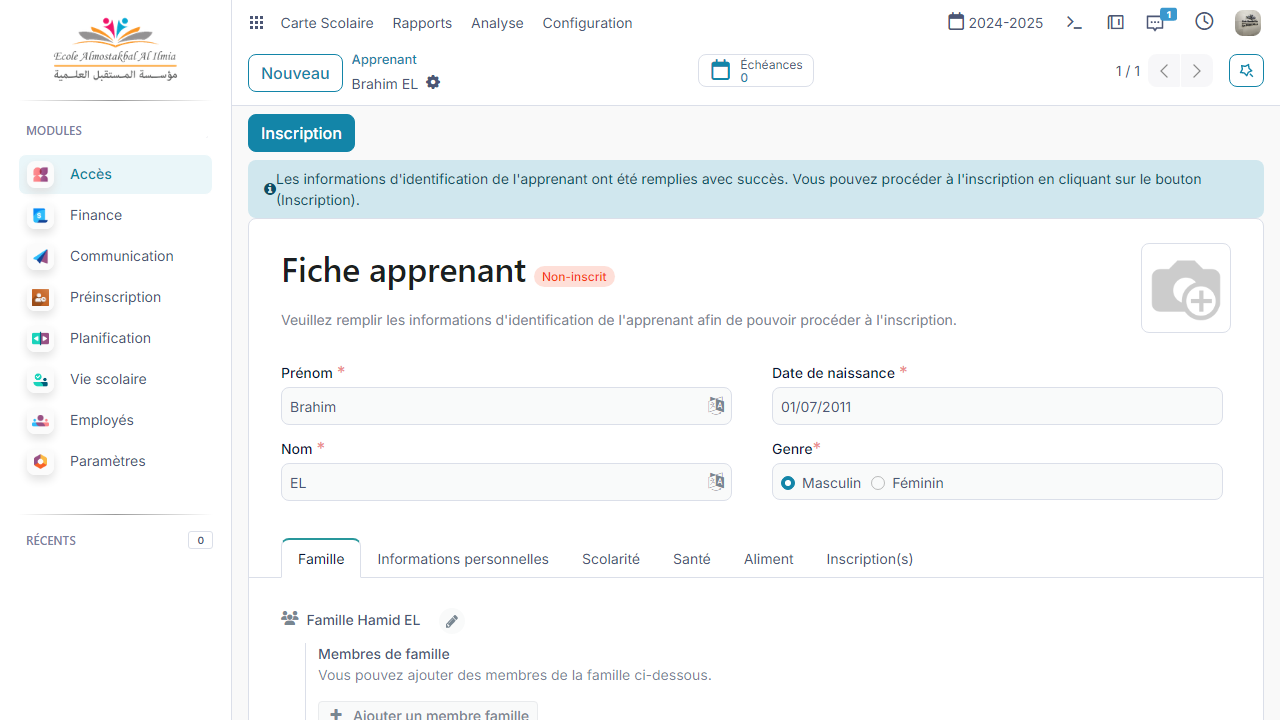 Ecole Almostakbal Al Ilmia
مؤسسة المستقبل العلمية
MODULES
Accès
Finance
Communication
Préinscription
Planification
Vie scolaire
Employés
Paramètres
RÉCENTS
0
Carte Scolaire
Rapports
Analyse
Configuration
2024-2025
1
Nouveau
Apprenant
Brahim EL
Échéances
0
1 / 1
Inscription
Les informations d'identification de l'apprenant ont été remplies avec succès. Vous pouvez procéder à l'inscription en cliquant sur le bouton
(Inscription).
Fiche apprenant
Non-inscrit
Veuillez remplir les informations d'identification de l'apprenant afin de pouvoir procéder à l'inscription.
Prénom *
Brahim
Date de naissance *
01/07/2011
Nom *
EL
Genre*
Masculin
Féminin
Famille
Informations personnelles
Scolarité
Santé
Aliment
Inscription(s)
Famille Hamid EL
Membres de famille
Vous pouvez ajouter des membres de la famille ci-dessous.
Ajouter un membre famille